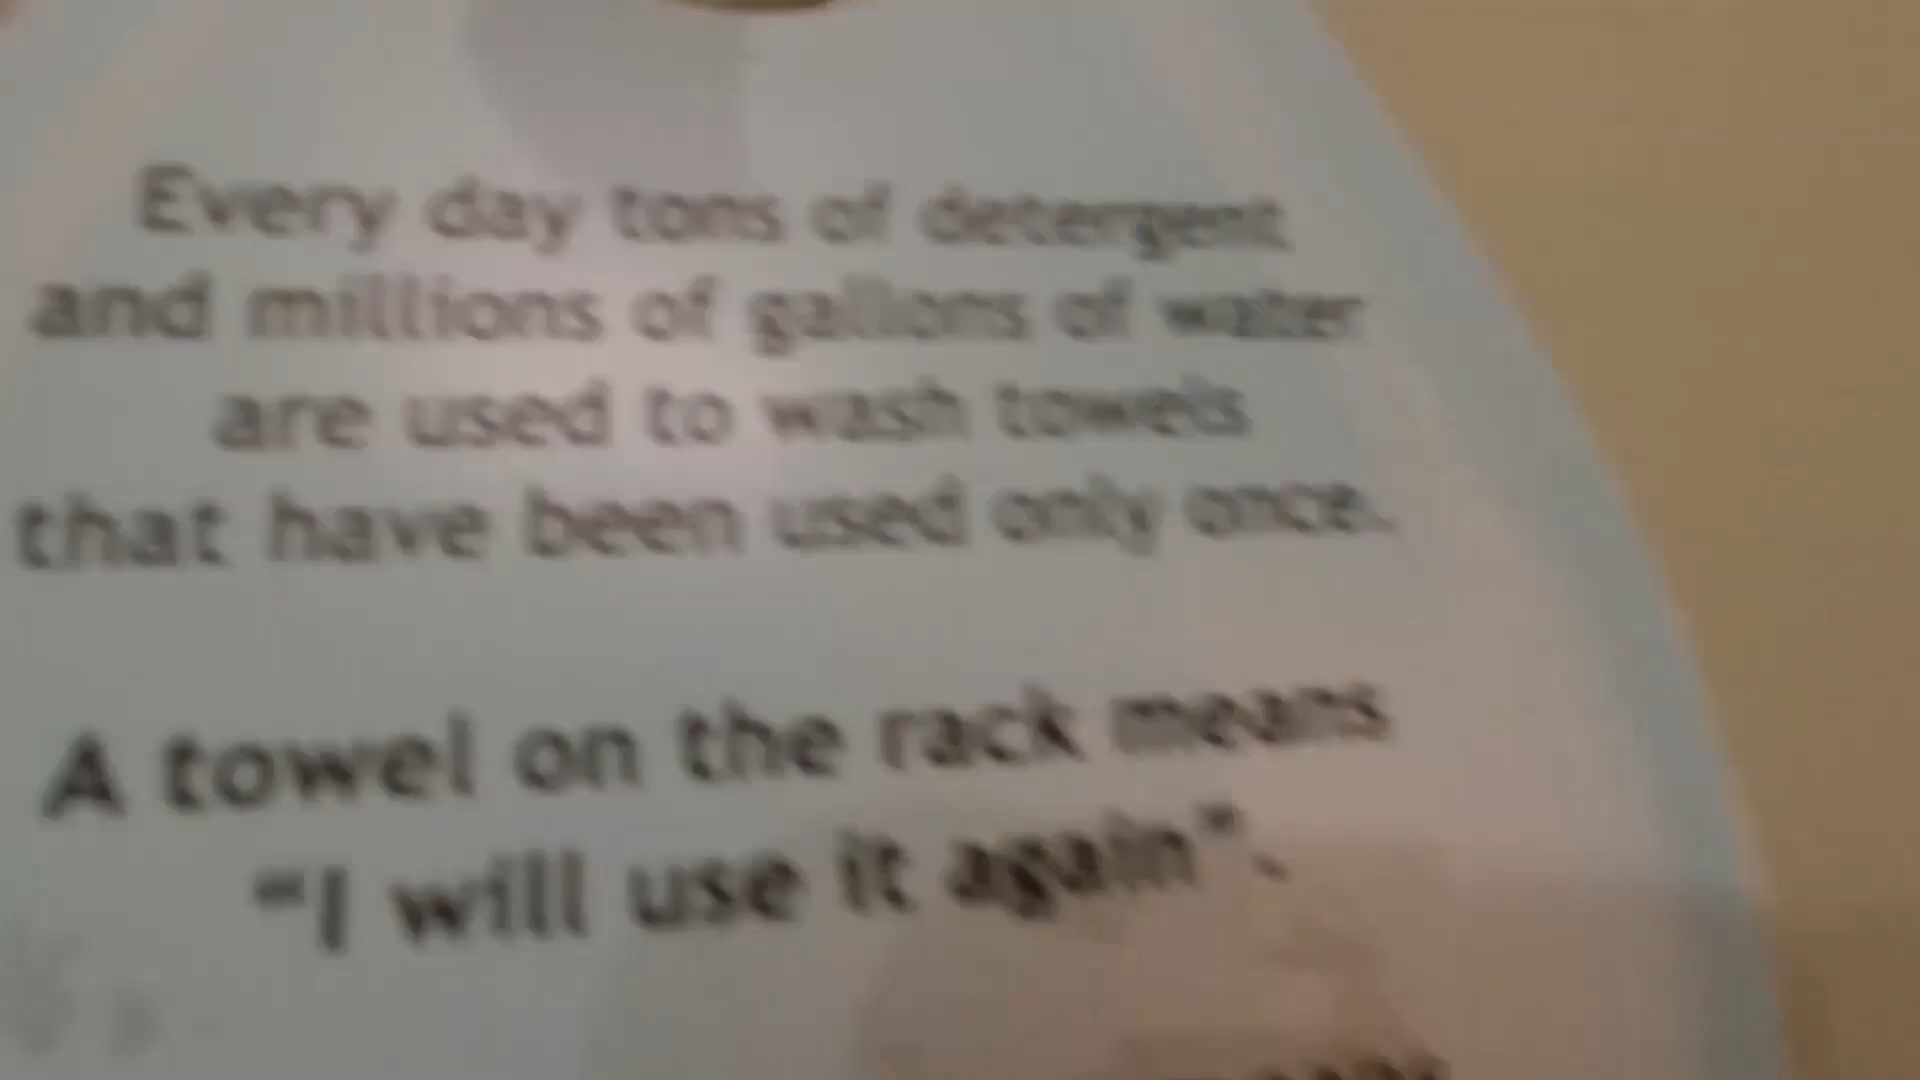 Every day tons of detergent
and millions of gallons of water
are used to wash towels
that have been used only once.
A towel on the rack means
"I will use it again".